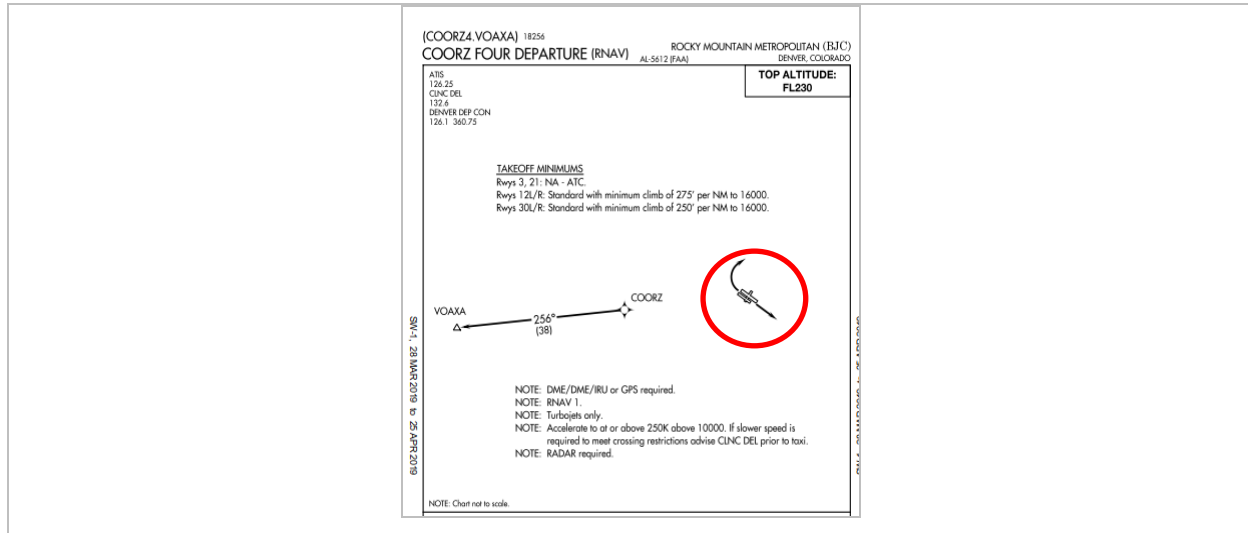 (COORZ4.VOAXA) 18256
COORZ FOUR DEPARTURE (RNAV)
AL-5612 (FAA)
ROCKY MOUNTAIN METROPOLITAN (BJC)
DENVER, COLORADO
ATIS
126.25
CLNC DEL
132.6
DENVER DEP CON
126.1 360.75
TOP ALTITUDE:
FL230
TAKEOFF MINIMUMS
Rwys 3, 21: NA - ATC.
Rwys 12L/R: Standard with minimum climb of 275' per NM to 16000.
Rwys 30L/R: Standard with minimum climb of 250' per NM to 16000.
COORZ
VOAXA
256°
(38)
SW-1, 28 MAR 2019 to 25 APR 2019
NOTE: DME/DME/IRU or GPS required.
NOTE: RNAV 1.
NOTE: Turbojets only.
NOTE: Accelerate to at or above 250K above 10000. If slower speed is
required to meet crossing restrictions advise CLNC DEL prior to taxi.
NOTE: RADAR required.
NOTE: Chart not to scale.